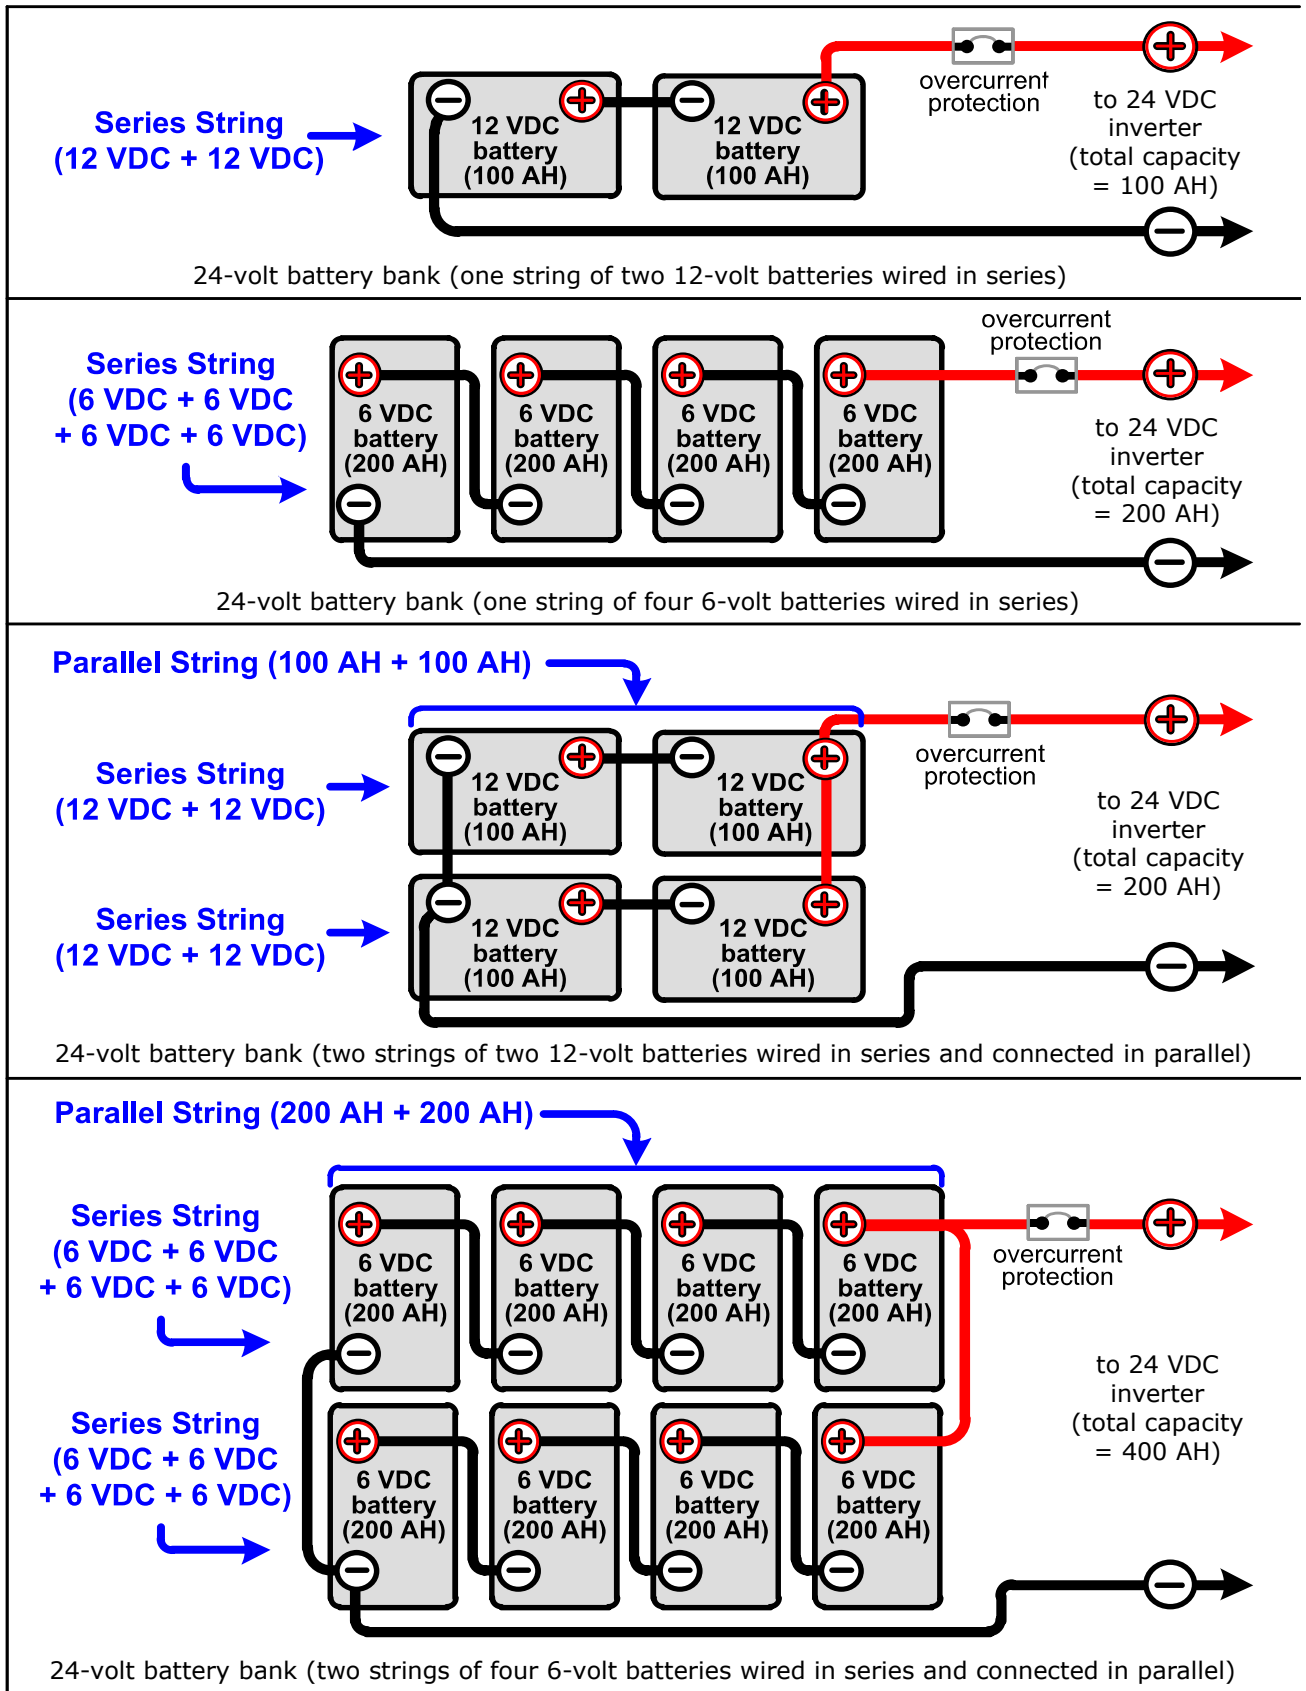 Series String
(12 VDC + 12 VDC)
12 VDC
battery
(100 AH)
12 VDC
battery
(100 AH)
overcurrent
protection
to 24 VDC
inverter
(total capacity
= 100 AH)
24-volt battery bank (one string of two 12-volt batteries wired in series)
Series String
(6 VDC + 6 VDC
+ 6 VDC + 6 VDC)
6 VDC
battery
(200 AH)
6 VDC
battery
(200 AH)
6 VDC
battery
(200 AH)
6 VDC
battery
(200 AH)
overcurrent
protection
to 24 VDC
inverter
(total capacity
= 200 AH)
24-volt battery bank (one string of four 6-volt batteries wired in series)
Parallel String (100 AH + 100 AH)
Series String
(12 VDC + 12 VDC)
12 VDC
battery
(100 AH)
12 VDC
battery
(100 AH)
overcurrent
protection
to 24 VDC
inverter
(total capacity
= 200 AH)
Series String
(12 VDC + 12 VDC)
12 VDC
battery
(100 AH)
12 VDC
battery
(100 AH)
24-volt battery bank (two strings of two 12-volt batteries wired in series and connected in parallel)
Parallel String (200 AH + 200 AH)
Series String
(6 VDC + 6 VDC
+ 6 VDC + 6 VDC)
6 VDC
battery
(200 AH)
6 VDC
battery
(200 AH)
6 VDC
battery
(200 AH)
6 VDC
battery
(200 AH)
overcurrent
protection
to 24 VDC
inverter
(total capacity
= 400 AH)
Series String
(6 VDC + 6 VDC
+ 6 VDC + 6 VDC)
6 VDC
battery
(200 AH)
6 VDC
battery
(200 AH)
6 VDC
battery
(200 AH)
6 VDC
battery
(200 AH)
24-volt battery bank (two strings of four 6-volt batteries wired in series and connected in parallel)